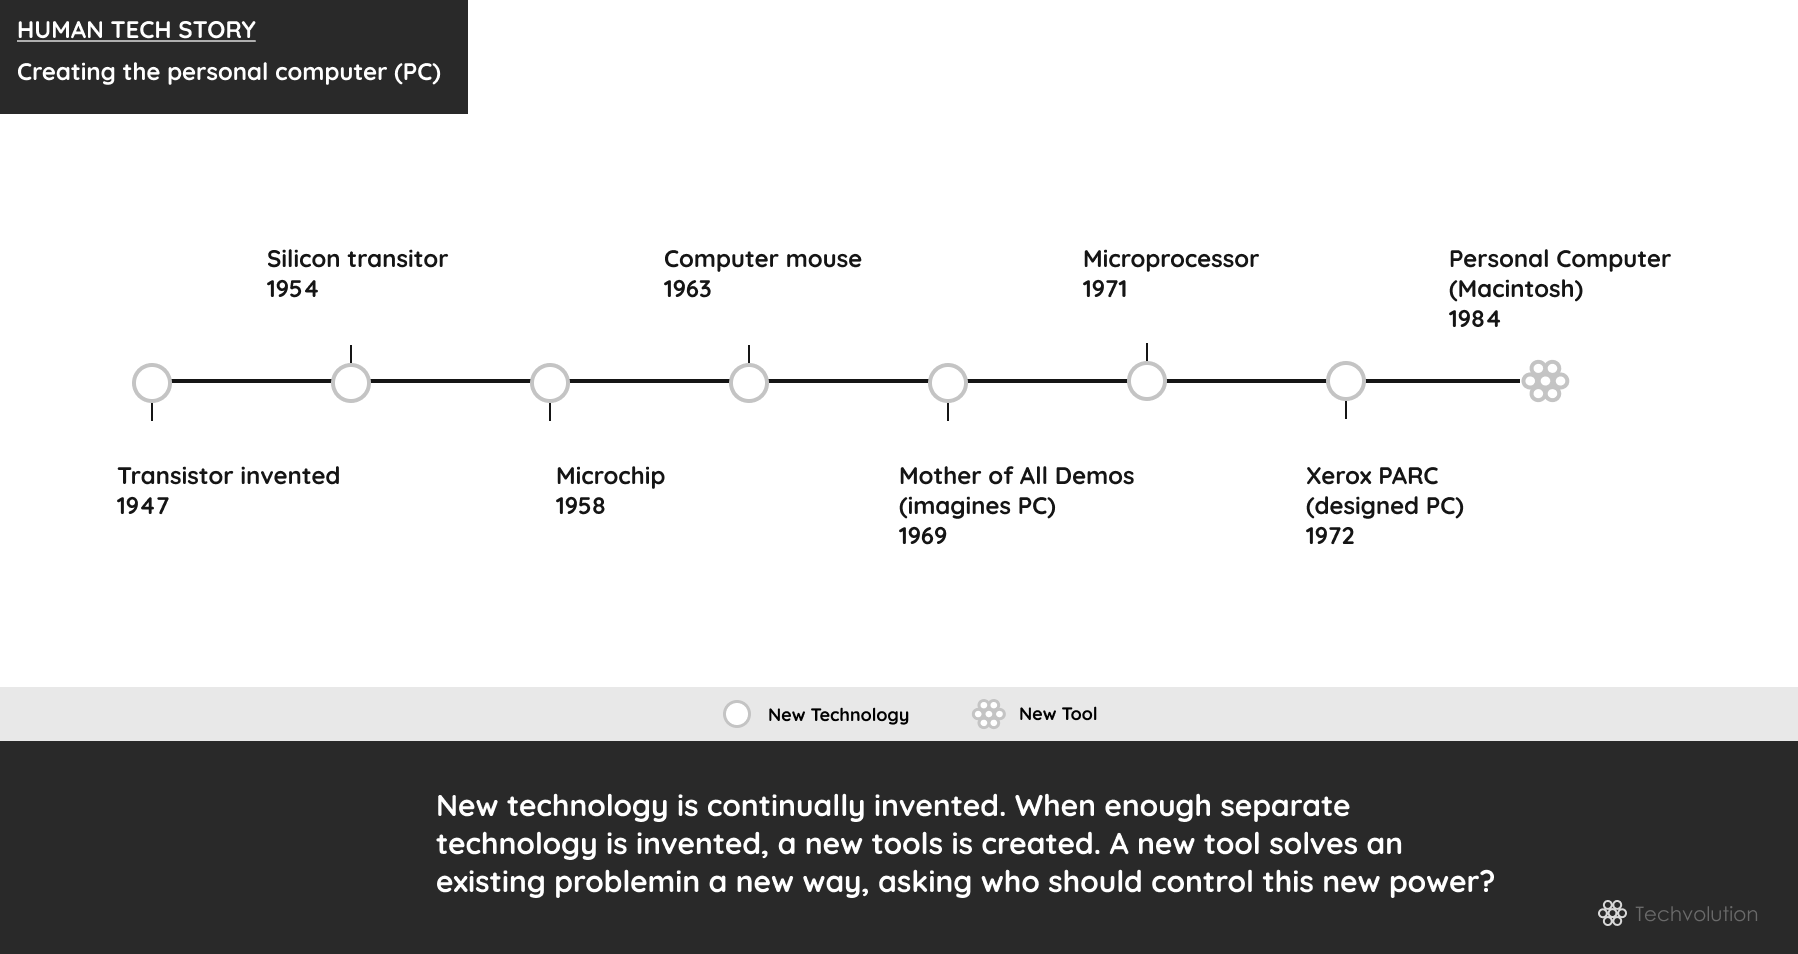 HUMAN TECH STORY
Creating the personal computer (PC)
Silicon transitor
1954
Computer mouse
1963
Microprocessor
1971
Personal Computer
(Macintosh)
1984
Transistor invented
1947
Microchip
1958
Mother of All Demos
(imagines PC)
1969
Xerox PARC
(designed PC)
1972
New Technology
New Tool
New technology is continually invented. When enough separate
technology is invented, a new tools is created. A new tool solves an
existing problemin a new way, asking who should control this new power?
Techvolution